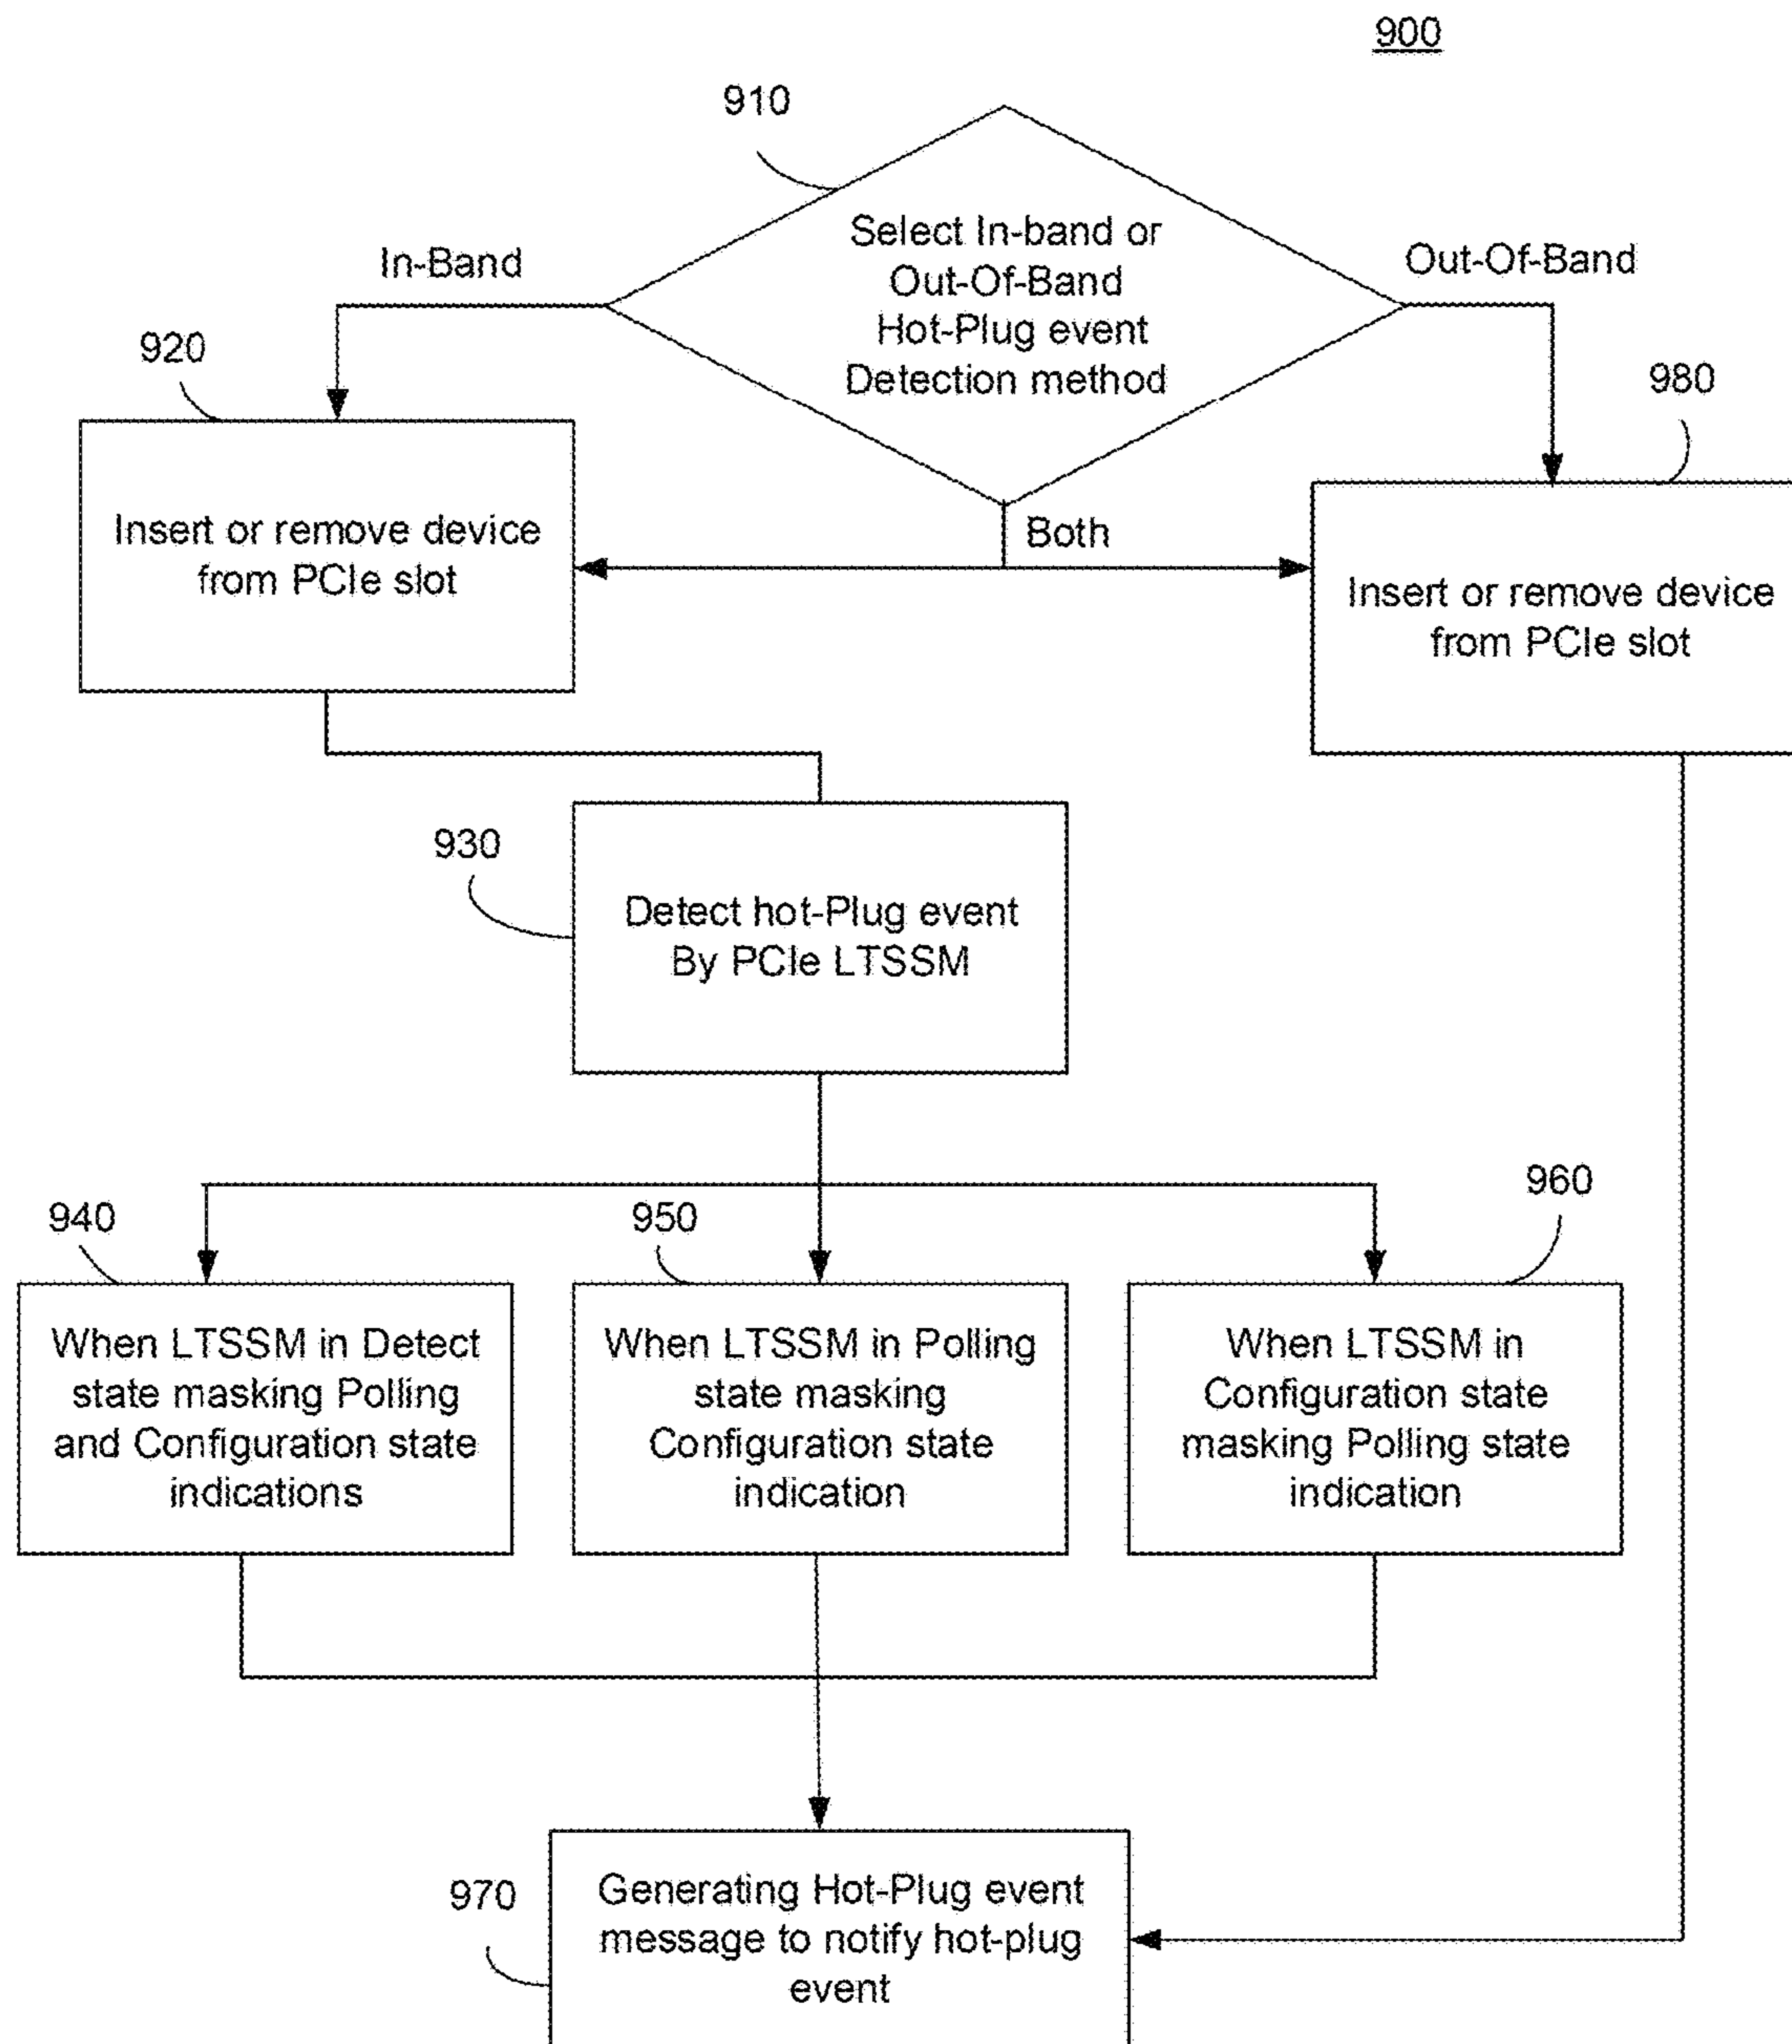 900
910
Select In-band or
Out-Of-Band
Hot-Plug event
Detection method
In-Band
Out-Of-Band
920
980
Both
Insert or remove device
from PCIe slot
Insert or remove device
from PCIe slot
930
Detect hot-Plug event
By PCIe LTSSM
940
950
960
When LTSSM in Detect
state masking Polling
and Configuration state
indications
When LTSSM in Polling
state masking
Configuration state
indication
When LTSSM in
Configuration state
masking Polling state
indication
970
Generating Hot-Plug event
message to notify hot-plug
event